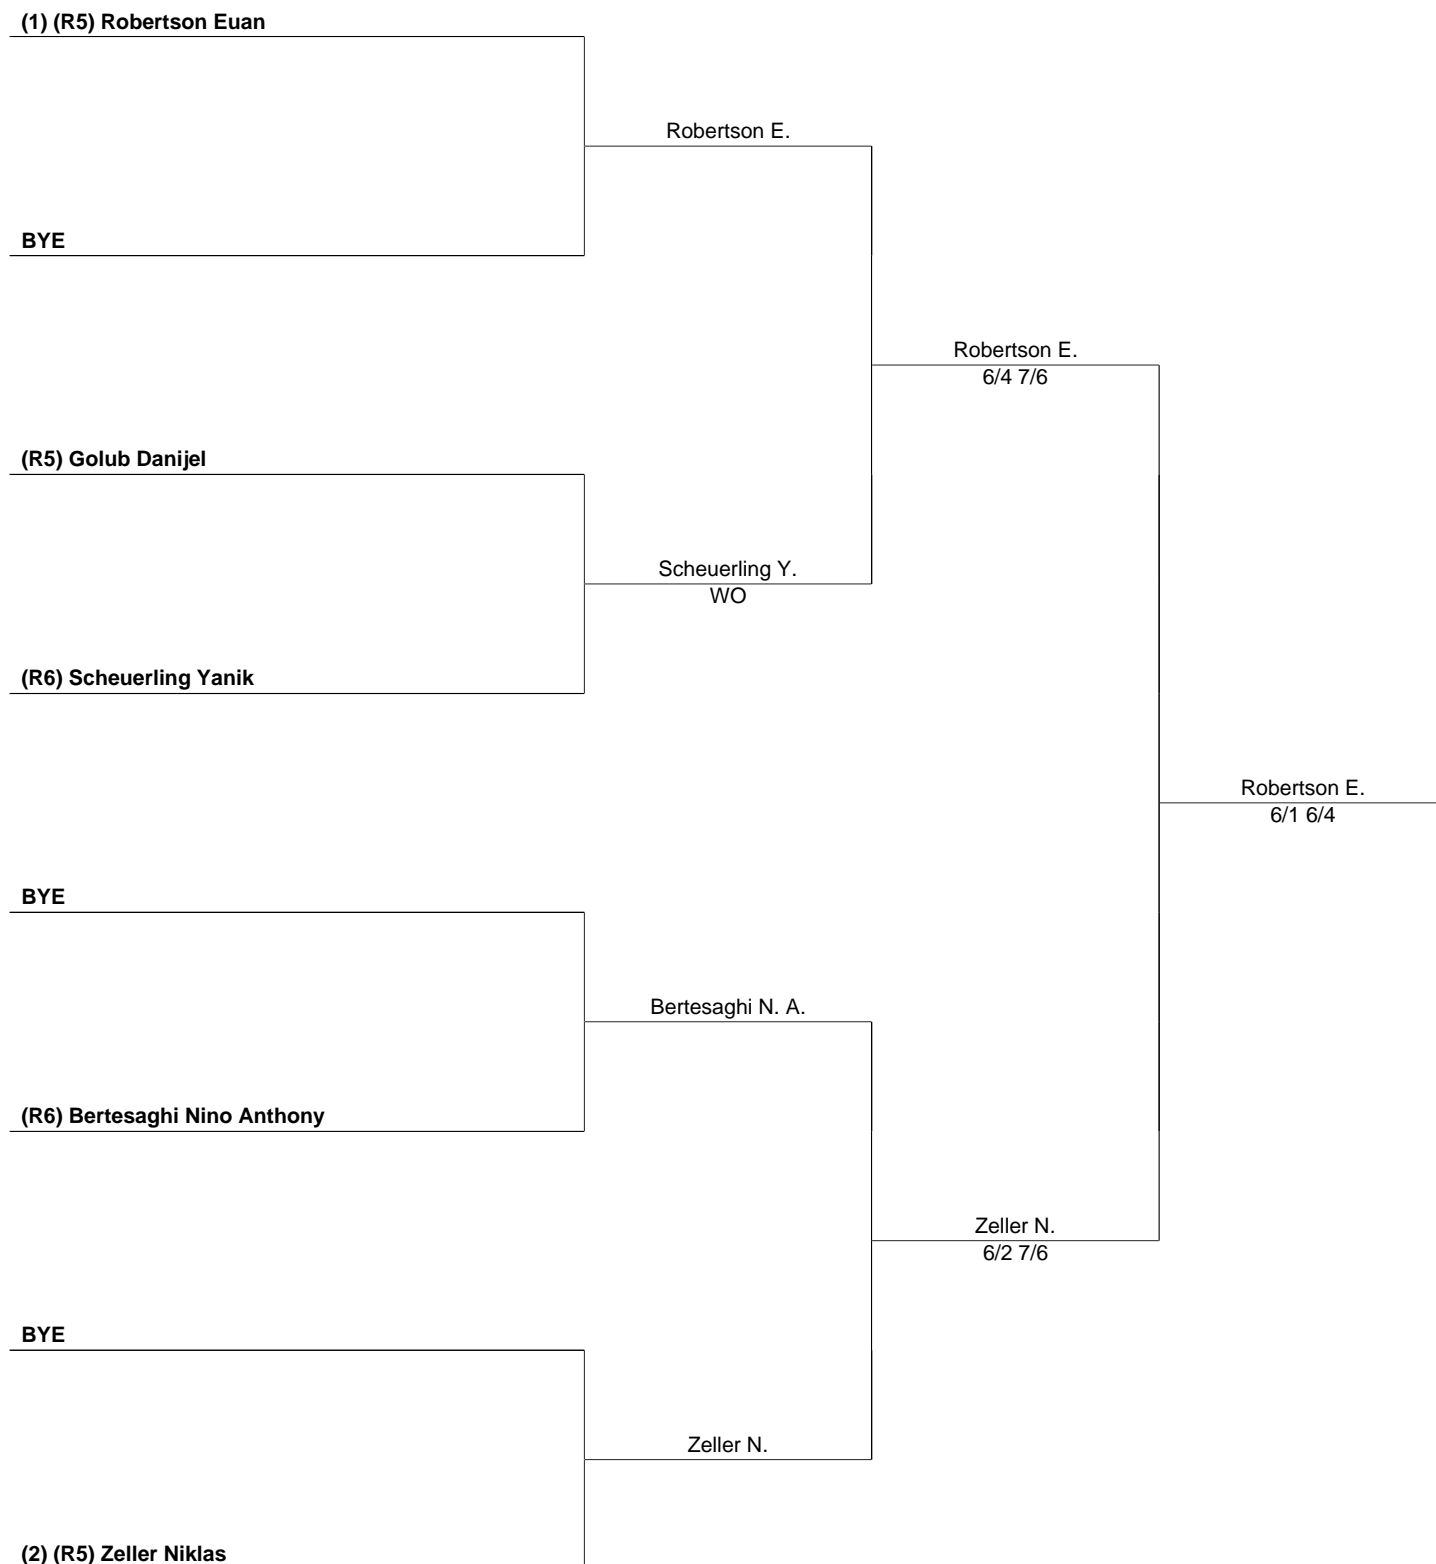 (1) (R5) Robertson Euan
Robertson E.
BYE
Robertson E.
6/4 7/6
(R5) Golub Danijel
Scheuerling Y.
WO
(R6) Scheuerling Yanik
Robertson E.
6/1 6/4
BYE
Bertesaghi N. A.
(R6) Bertesaghi Nino Anthony
Zeller N.
6/2 7/6
BYE
Zeller N.
(2) (R5) Zeller Niklas